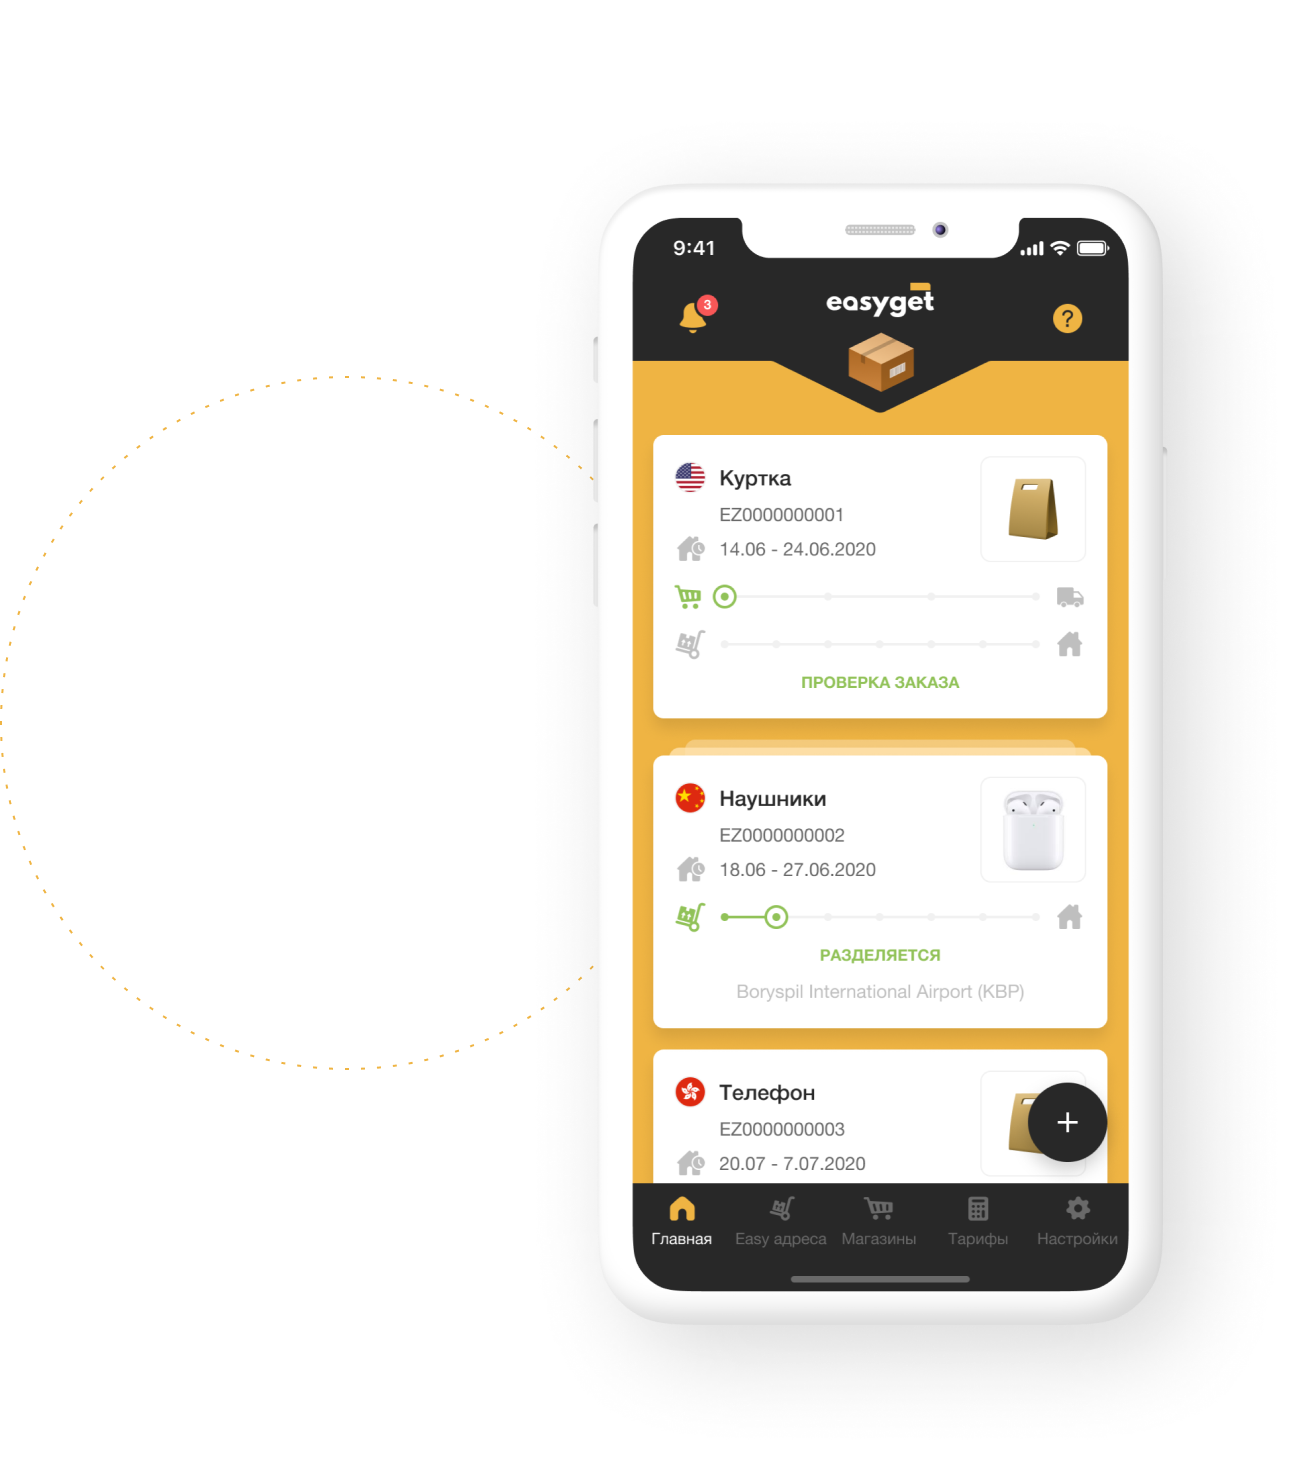 9:41
3
easyget
?
Куртка
EZ0000000001
14.06 - 24.06.2020
ПРОВЕРКА ЗАКАЗА
Наушники
EZ0000000002
18.06 - 27.06.2020
РАЗДЕЛЯЕТСЯ
Boryspil International Airport (KBP)
Телефон
EZ0000000003
20.07 - 7.07.2020
+
Главная Easy адреса Магазины Тарифы Настройки